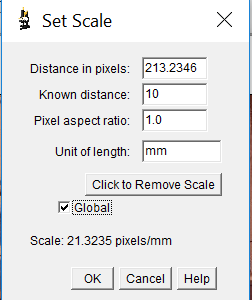 Set Scale
Distance in pixels: 213.2346
Known distance: 10
Pixel aspect ratio: 1.0
Unit of length: mm
Click to Remove Scale
Global
Scale: 21.3235 pixels/mm
OK Cancel Help